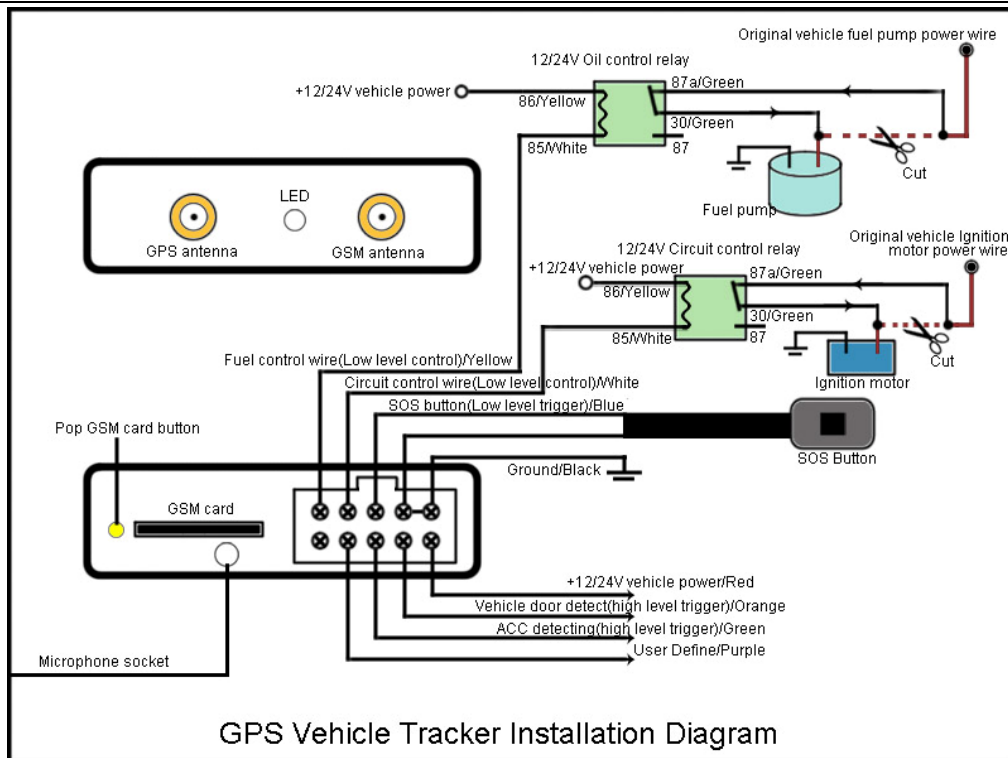 Original vehicle fuel pump power wire
12/24V Oil control relay
87a/Green
+12/24V vehicle power
86/Yellow
30/Green
85/White
87
Cut
Fuel pump
LED
GPS antenna
GSM antenna
Original vehicle Ignition
motor power wire
12/24V Circuit control relay
+12/24V vehicle power
87a/Green
86/Yellow
30/Green
85/White
87
Cut
Ignition motor
Fuel control wire(Low level control)/Yellow
Circuit control wire(Low level control)/White
SOS button(Low level trigger)/Blue
Pop GSM card button
SOS Button
Ground/Black
GSM card
+12/24V vehicle power/Red
Vehicle door detect(high level trigger)/Orange
ACC detecting(high level trigger)/Green
User Define/Purple
Microphone socket
GPS Vehicle Tracker Installation Diagram